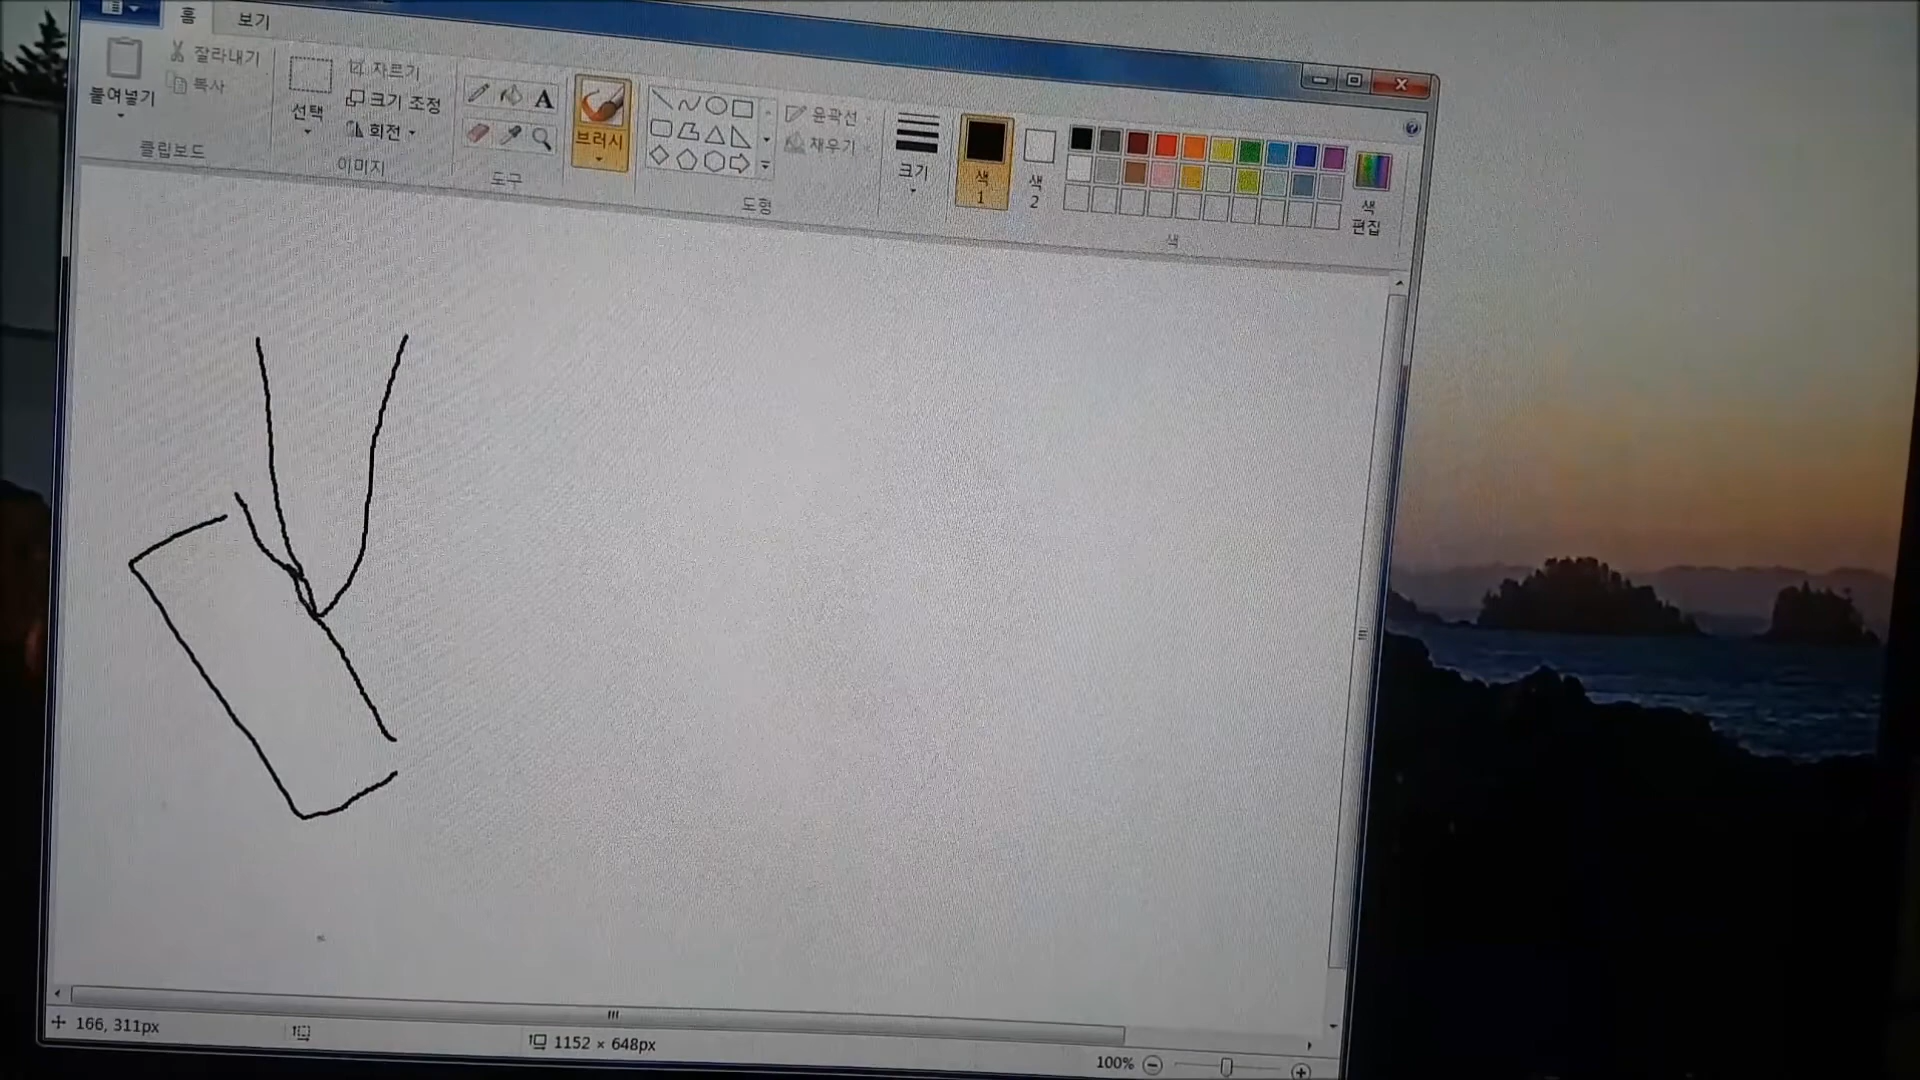 홈 보기
붙여넣기
잘라내기
복사
클립보드
선택
자르기
크기 조정
회전
이미지
A
도구
브러시
윤곽선
채우기
도형
크기
색
1
색
2
색
편집
색
166, 311px
1152 × 648px
100%